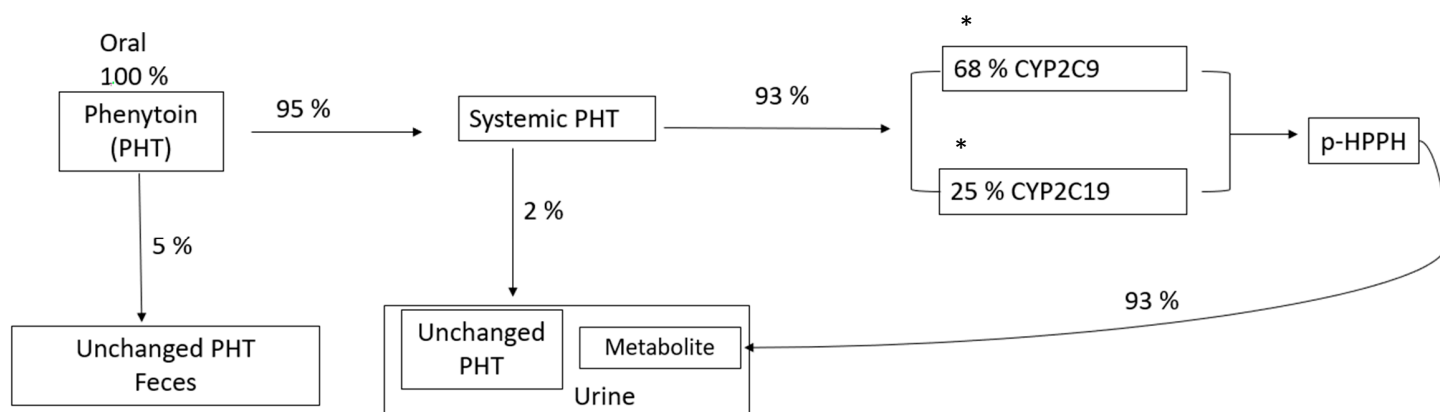 Oral
100 %
Phenytoin
(PHT)
95 %
Systemic PHT
93 %
*
68 % CYP2C9
*
25 % CYP2C19
p-HPPH
5 %
2 %
93 %
Unchanged PHT
Feces
Unchanged
PHT
Metabolite
Urine